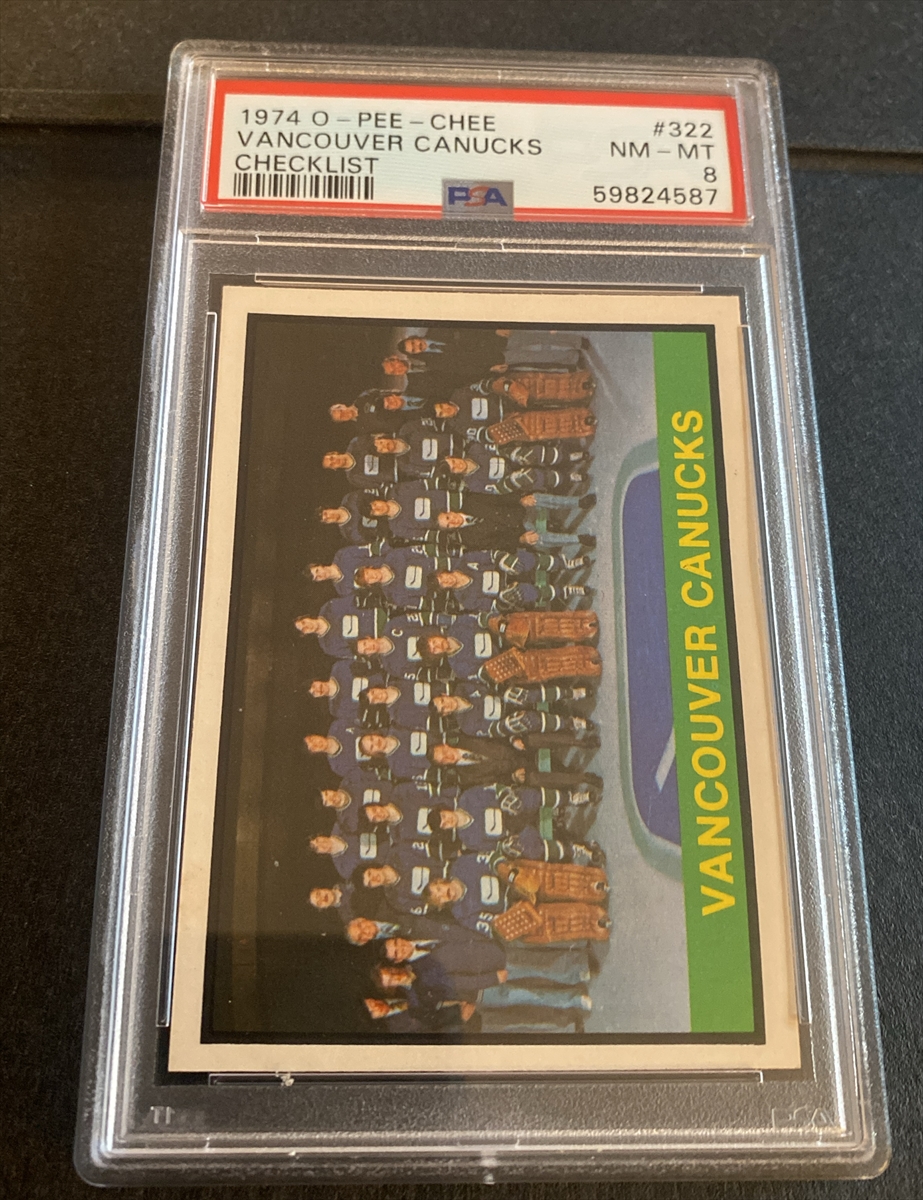 1974 O-PEE-CHEE #322
VANCOUVER CANUCKS NM-MT
CHECKLIST 8
PSA 59824587
VANCOUVER CANUCKS